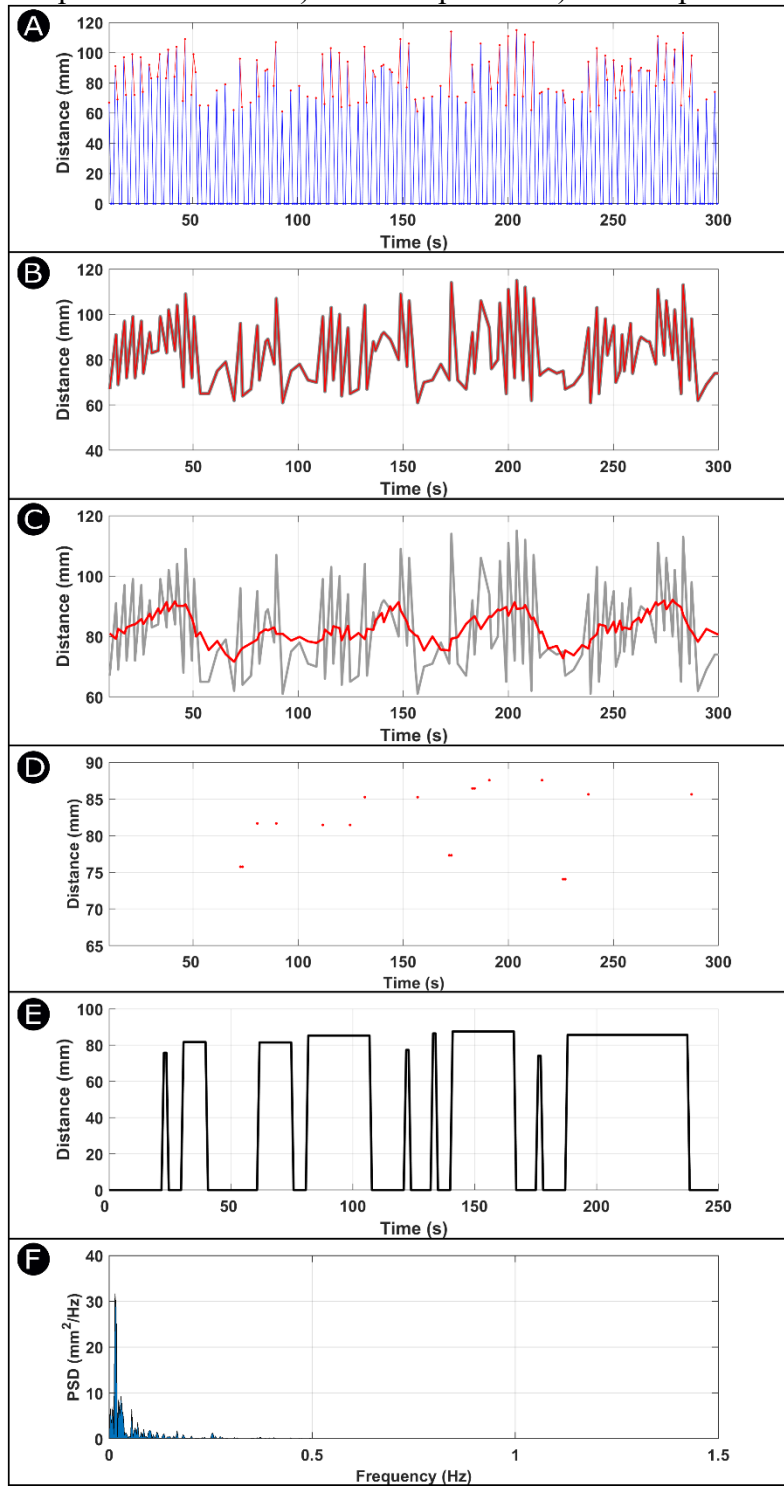 A
Distance (mm)
120
100
80
60
40
20
0
50 100 150 200 250 300
Time (s)
B
Distance (mm)
120
100
80
60
40
50 100 150 200 250 300
Time (s)
C
Distance (mm)
120
100
80
60
50 100 150 200 250 300
Time (s)
D
Distance (mm)
90
85
80
75
70
65
50 100 150 200 250 300
Time (s)
E
Distance (mm)
100
80
60
40
20
0
0 50 100 150 200 250
Time (s)
F
PSD (mm²/Hz)
40
30
20
10
0
0 0.5 1 1.5
Frequency (Hz)